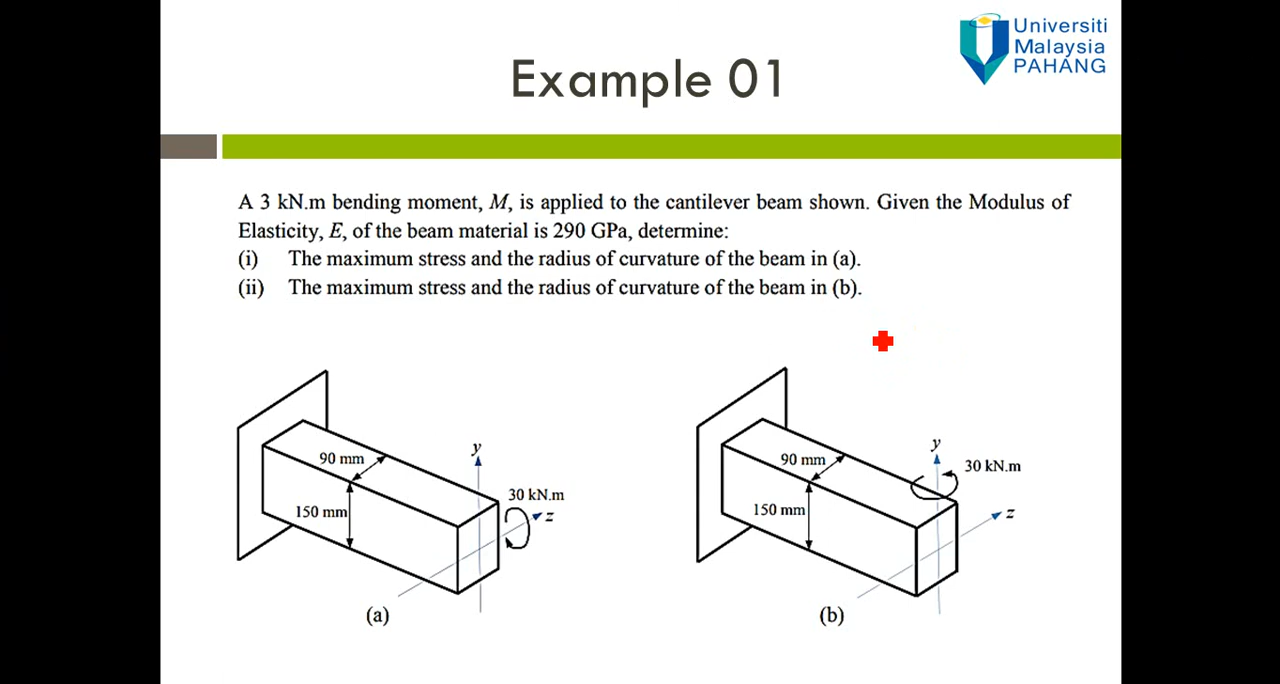 Universiti
Malaysia
PAHANG
Example 01
A 3 kN.m bending moment, M, is applied to the cantilever beam shown. Given the Modulus of
Elasticity, E, of the beam material is 290 GPa, determine:
(i) The maximum stress and the radius of curvature of the beam in (a).
(ii) The maximum stress and the radius of curvature of the beam in (b).
90 mm
150 mm
y
30 kN.m
z
(a)
90 mm
150 mm
y
30 kN.m
z
(b)